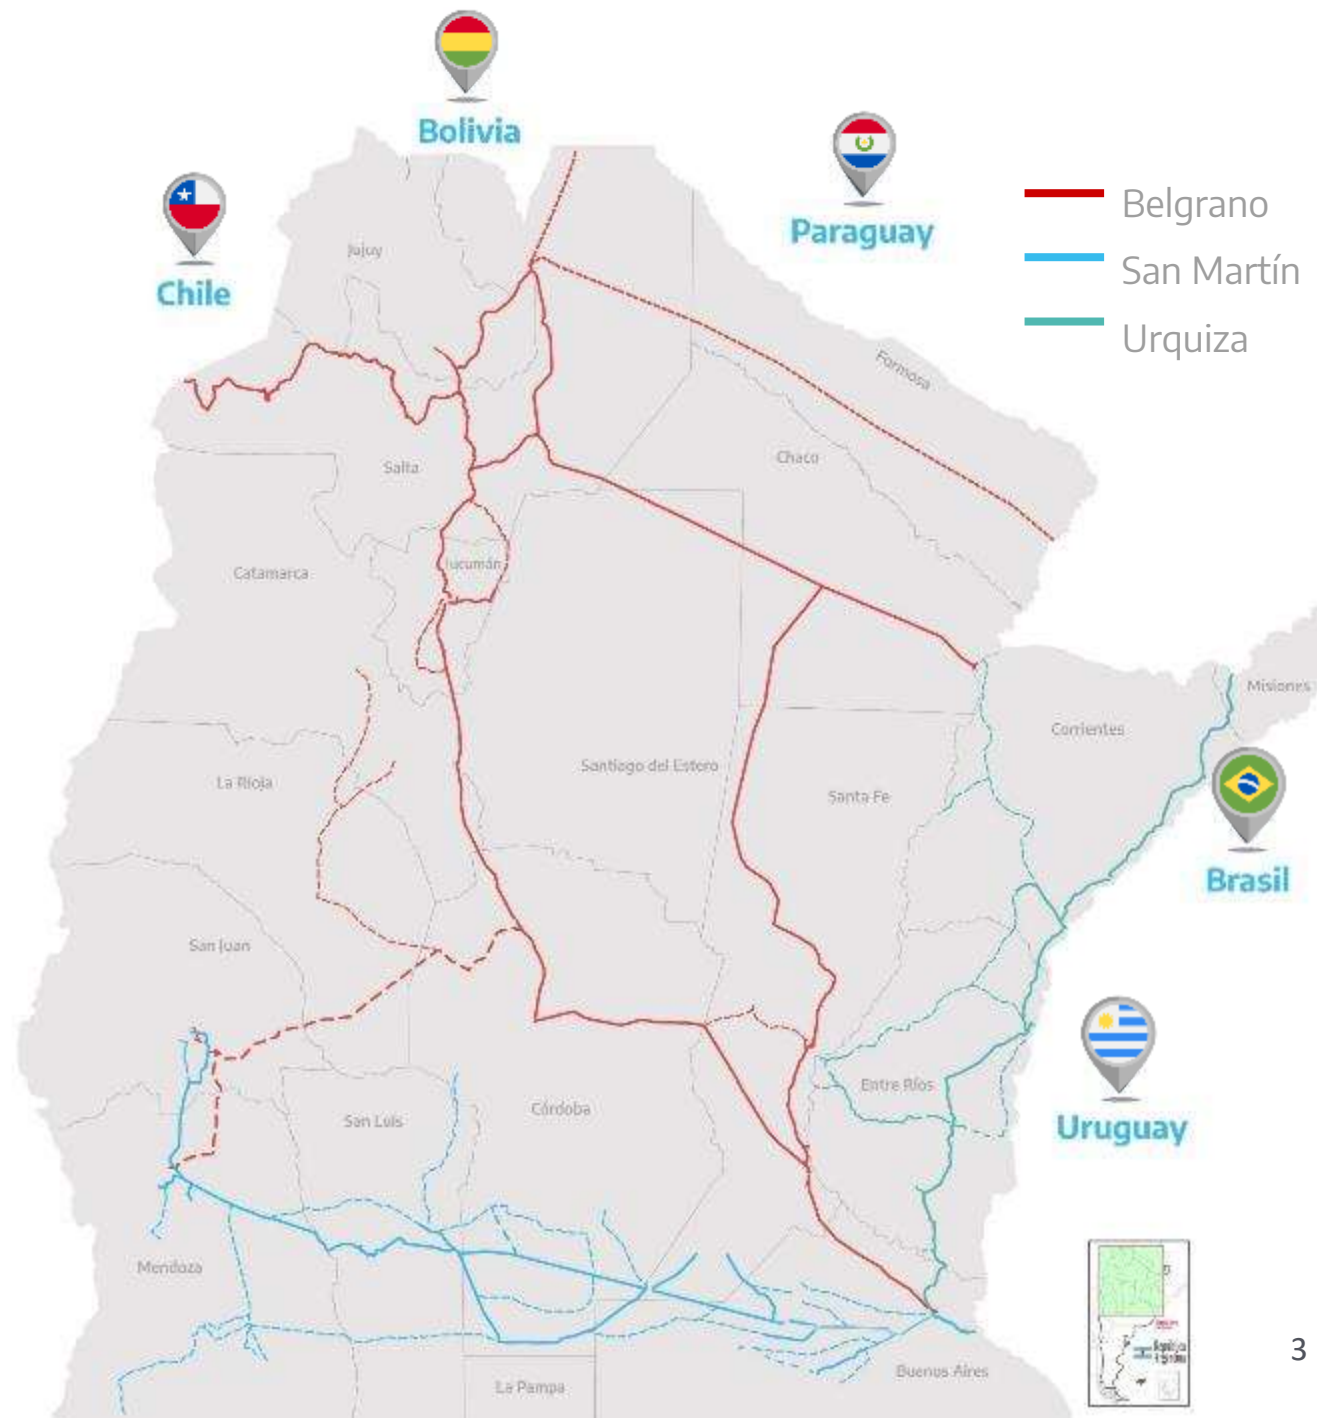 Bolivia
Paraguay
Chile
Belgrano
San Martín
Urquiza
Jujuy
Formosa
Salta
Chaco
Catamarca
Tucumán
Misiones
Corrientes
Santiago del Estero
La Rioja
Santa Fe
Brasil
San Juan
Entre Ríos
Córdoba
San Luis
Uruguay
Mendoza
Buenos Aires
La Pampa
3